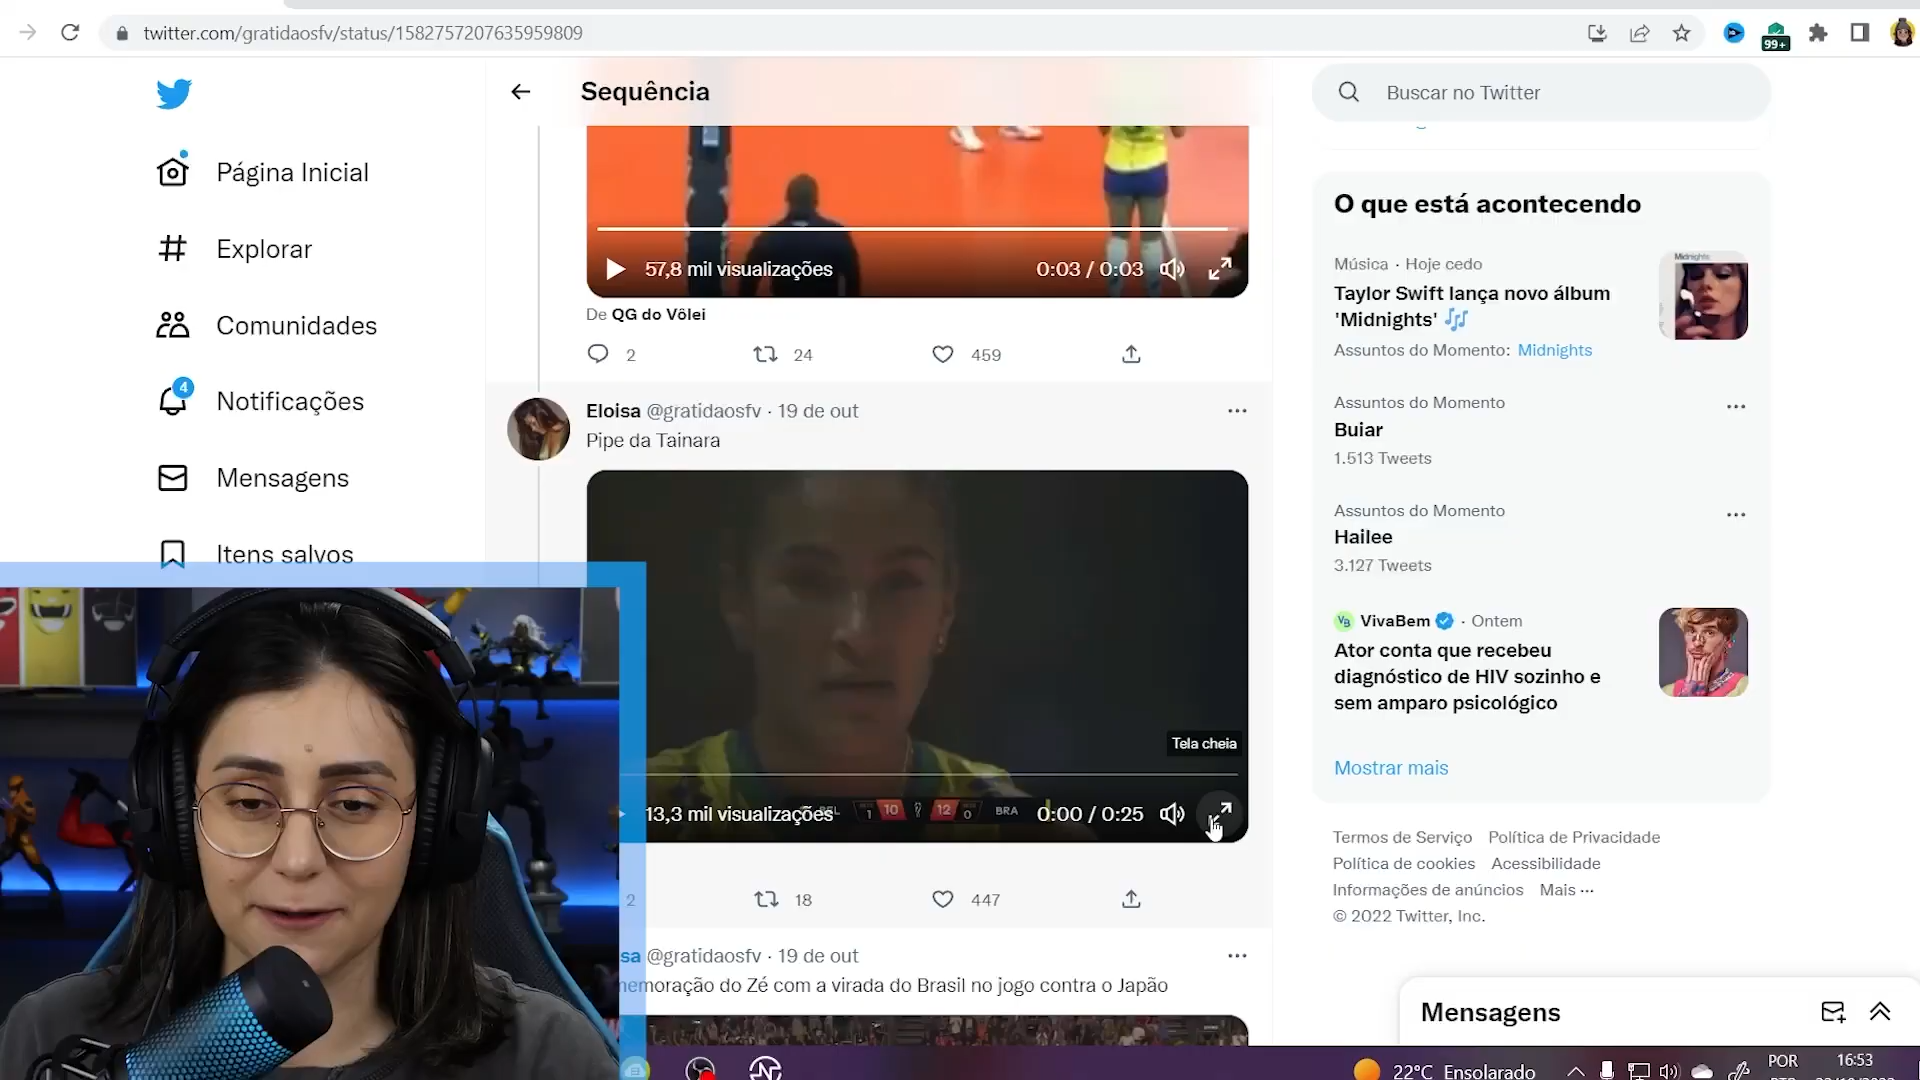 twitter.com/gratidaosfv/status/1582757207635959809
99+
Sequência
Buscar no Twitter
Página Inicial
Explorar
Comunidades
4
Notificações
Mensagens
Itens salvos
57,8 mil visualizações
0:03 / 0:03
De QG do Vôlei
2
24
459
Eloisa @gratidaosfv · 19 de out
Pipe da Tainara
Tela cheia
13,3 mil visualizações
1 10 12 0 BRA
0:00 / 0:25
2
18
447
sa @gratidaosfv · 19 de out
memoração do Zé com a virada do Brasil no jogo contra o Japão
O que está acontecendo
Música · Hoje cedo
Taylor Swift lança novo álbum
'Midnights' 🎶
Assuntos do Momento: Midnights
Midnights
Assuntos do Momento
Buiar
1.513 Tweets
Assuntos do Momento
Hailee
3.127 Tweets
VB VivaBem · Ontem
Ator conta que recebeu
diagnóstico de HIV sozinho e
sem amparo psicológico
Mostrar mais
Termos de Serviço Política de Privacidade
Política de cookies Acessibilidade
Informações de anúncios Mais ···
© 2022 Twitter, Inc.
Mensagens
22°C Ensolarado
POR
16:53